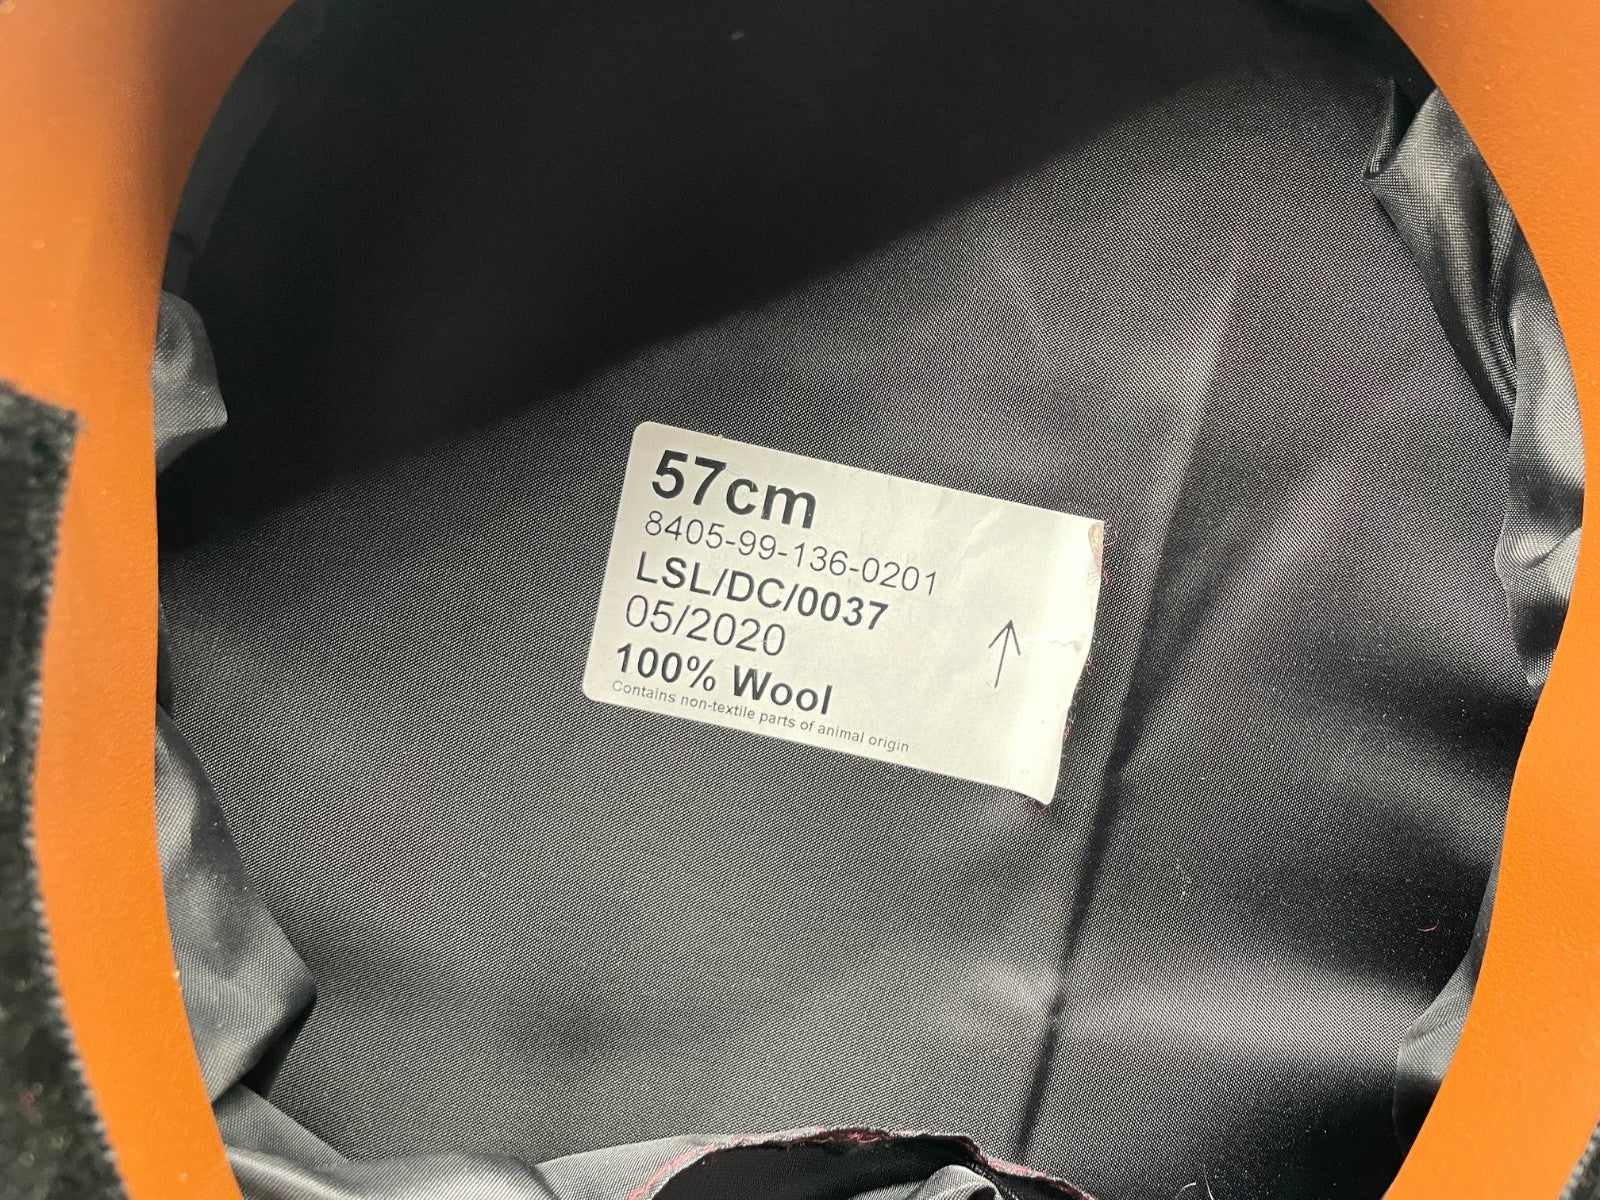 57cm
8405-99-136-0201
LSL/DC/0037
05/2020
100% Wool
Contains non-textile parts of animal origin